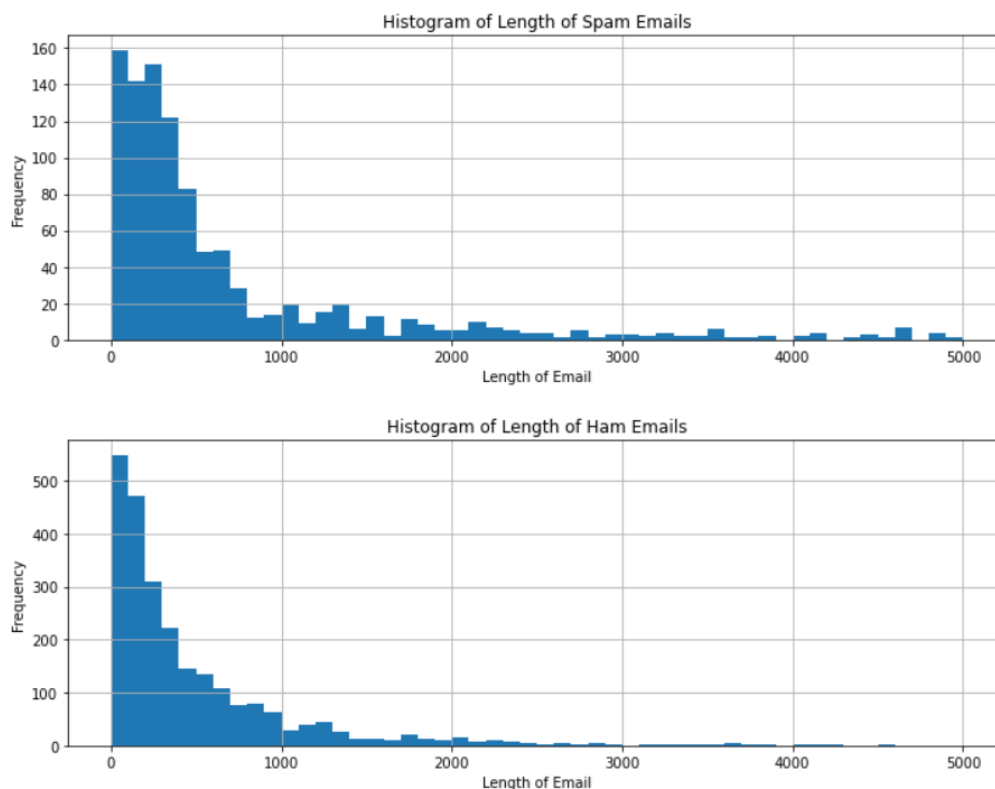 Histogram of Length of Spam Emails
160
140
120
100
80
60
40
20
0
Frequency
0 1000 2000 3000 4000 5000
Length of Email
Histogram of Length of Ham Emails
500
400
300
200
100
0
Frequency
0 1000 2000 3000 4000 5000
Length of Email